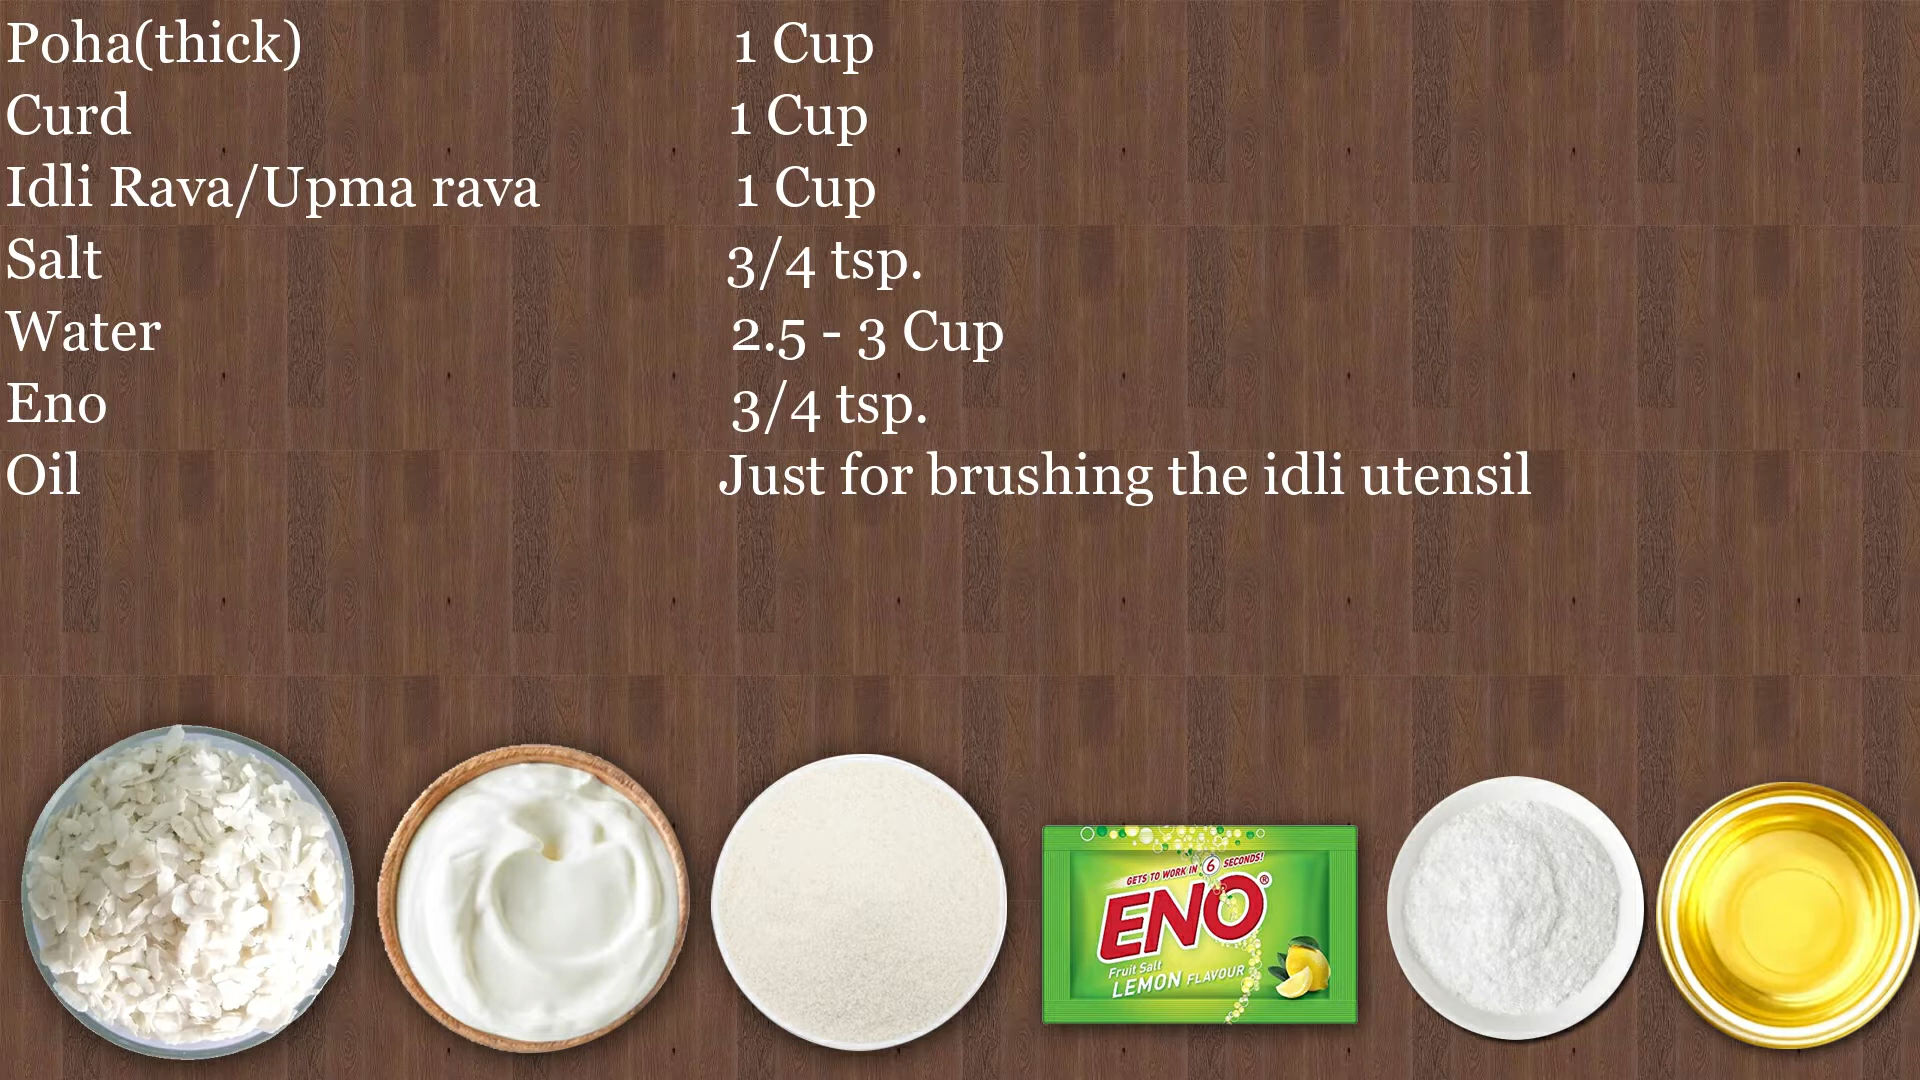 Poha(thick) 1 Cup
Curd 1 Cup
Idli Rava/Upma rava 1 Cup
Salt 3/4 tsp.
Water 2.5 - 3 Cup
Eno 3/4 tsp.
Oil Just for brushing the idli utensil
GETS TO WORK IN 6 SECONDS!
ENO®
Fruit Salt
LEMON FLAVOUR